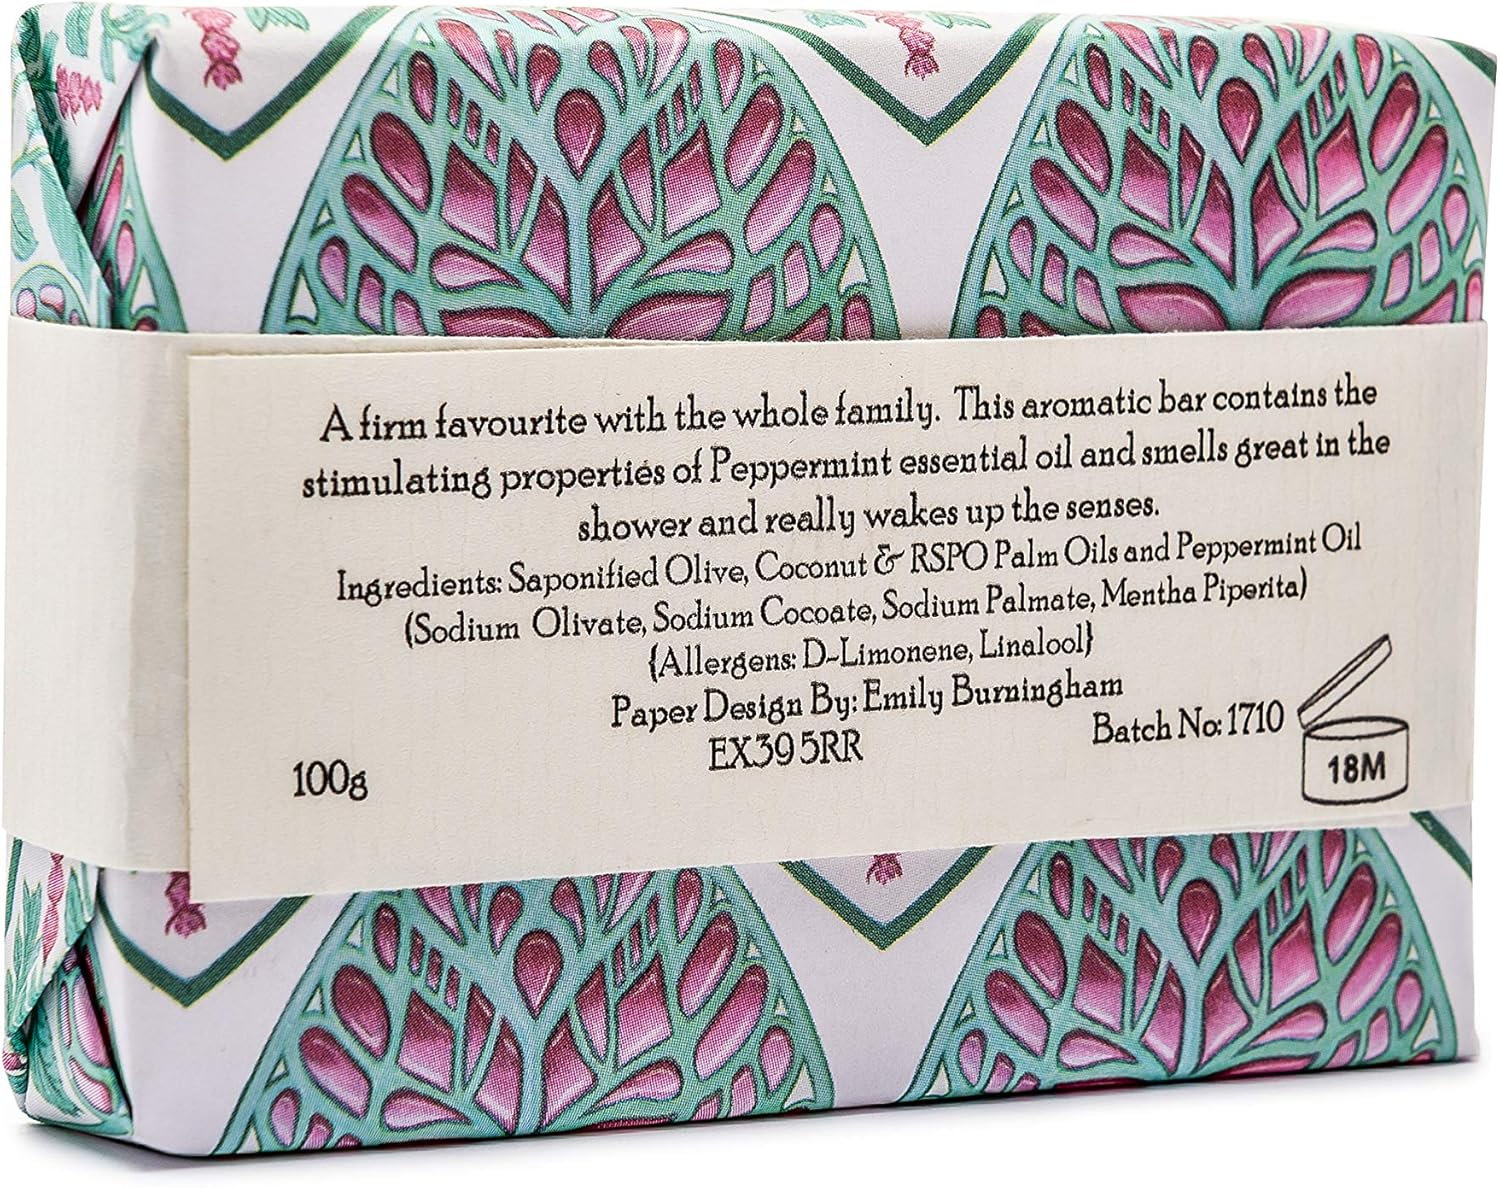 A firm favourite with the whole family. This aromatic bar contains the
stimulating properties of Peppermint essential oil and smells great in the
shower and really wakes up the senses.
Ingredients: Saponified Olive, Coconut & RSPO Palm Oils and Peppermint Oil
(Sodium Olivate, Sodium Cocoate, Sodium Palmate, Mentha Piperita)
{Allergens: D-Limonene, Linalool}
Paper Design By: Emily Burningham
EX39 5RR
Batch No: 1710
100g
18M